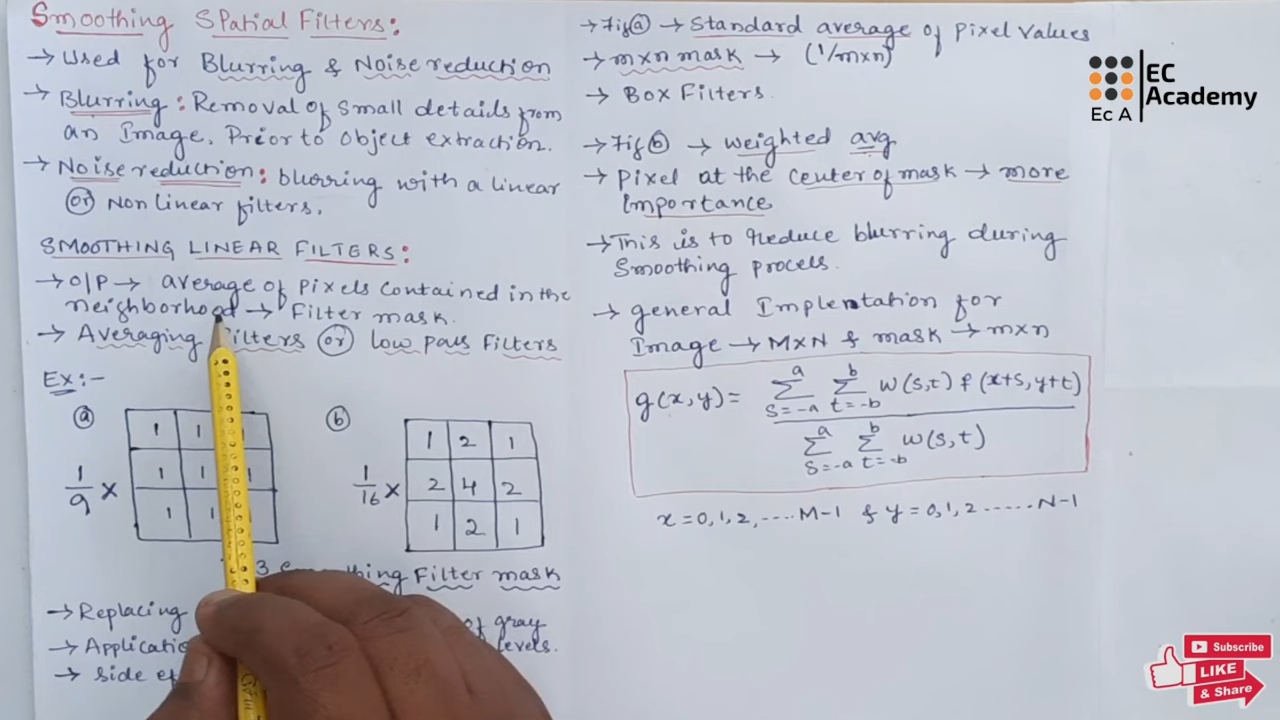 Smoothing Spatial Filters:
→ Used for Blurring & Noise reduction
→ Blurring: Removal of Small details from
an Image, Prior to Object extraction.
→ Noise reduction: blurring with a linear
(or) Non linear filters.
SMOOTHING LINEAR FILTERS:
→ O/P → average of pixels contained in the
neighborhood → Filter mask.
→ Averaging Filters (or) low pass Filters
Ex:-
(a)
1/9 ×
1 1
1 1 1
1 1
(b)
1/16 ×
1 2 1
2 4 2
1 2 1
3 Smoothing Filter mask
→ Replacing of gray
→ Applicatio levels.
→ Side ef
→ Fig (a) → Standard average of pixel values
→ m×n mask → (1/m×n)
→ Box Filters.
→ Fig (b) → weighted avg
→ pixel at the center of mask → more
Importance
→ This is to reduce blurring during
Smoothing process.
→ general Implentation for
Image → M×N & mask → m×n
g(x,y) = Σ(s=-a to a) Σ(t=-b to b) w(s,t) f(x+s, y+t)
Σ(s=-a to a) Σ(t=-b to b) w(s,t)
x = 0,1,2, ....M-1 & y = 0,1,2 ......N-1
EC
Academy
Ec A
Subscribe
LIKE
& Share